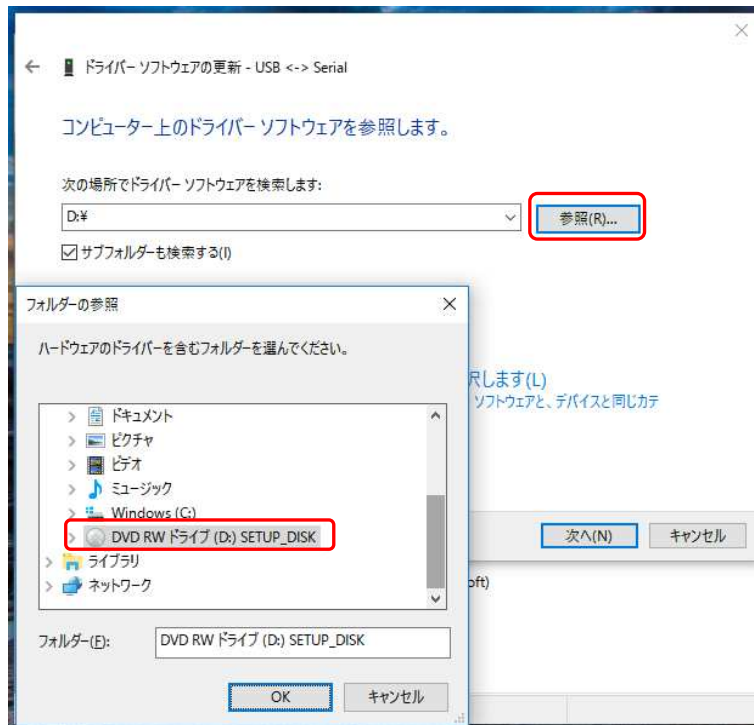 ドライバー ソフトウェアの更新 - USB <-> Serial
コンピューター上のドライバー ソフトウェアを参照します。
次の場所でドライバー ソフトウェアを検索します:
D:¥
参照(R)...
サブフォルダーも検索する(I)
フォルダーの参照
ハードウェアのドライバーを含むフォルダーを選んでください。
択します(L)
ソフトウェアと、デバイスと同じカテ
ドキュメント
ピクチャ
ビデオ
ミュージック
Windows (C:)
DVD RW ドライブ (D:) SETUP_DISK
ライブラリ
ネットワーク
次へ(N)
キャンセル
oft)
フォルダー(F):
DVD RW ドライブ (D:) SETUP_DISK
OK
キャンセル